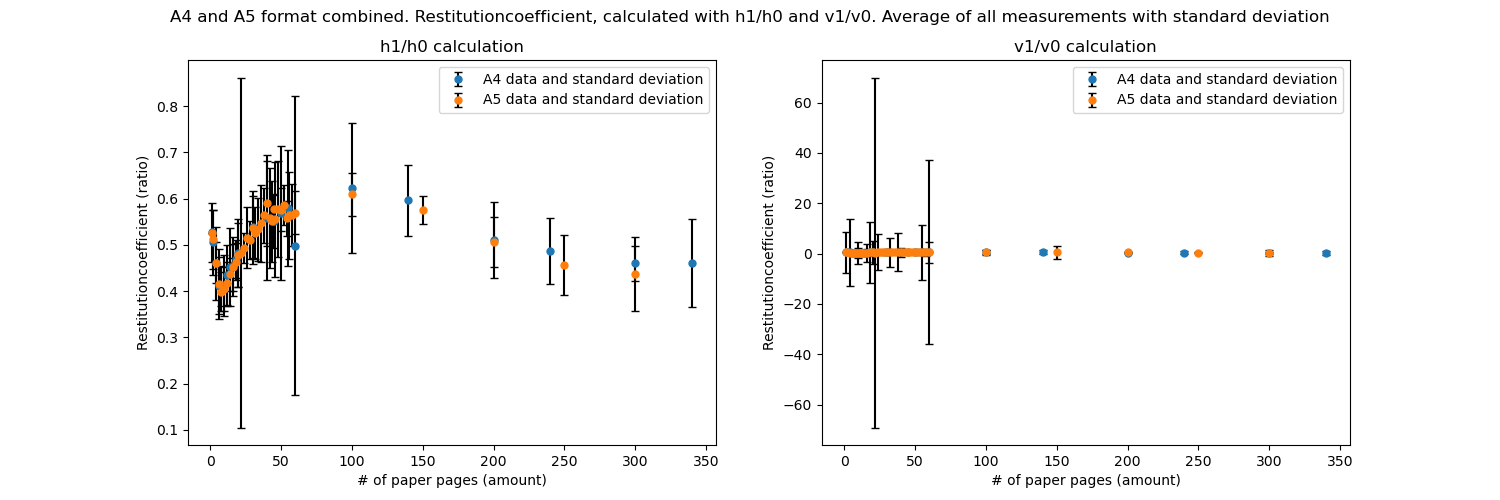 A4 and A5 format combined. Restitutioncoefficient, calculated with h1/h0 and v1/v0. Average of all measurements with standard deviation
h1/h0 calculation
A4 data and standard deviation
A5 data and standard deviation
Restitutioncoefficient (ratio)
0.8
0.7
0.6
0.5
0.4
0.3
0.2
0.1
0 50 100 150 200 250 300 350
# of paper pages (amount)
v1/v0 calculation
A4 data and standard deviation
A5 data and standard deviation
Restitutioncoefficient (ratio)
60
40
20
0
−20
−40
−60
0 50 100 150 200 250 300 350
# of paper pages (amount)